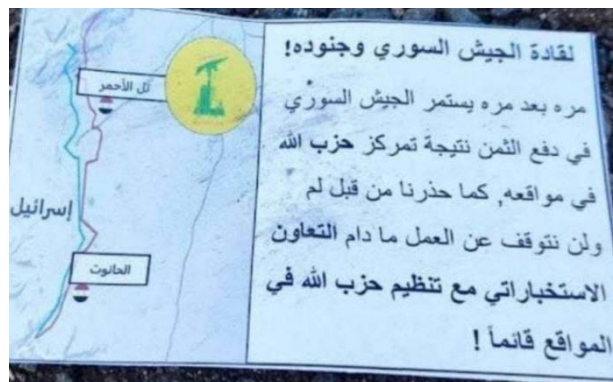 لقادة الجيش السوري وجنوده!
مره بعد مره يستمر الجيش السوري
في دفع الثمن نتيجة تمركز حزب الله
في مواقعه, كما حذرنا من قبل لم
ولن نتوقف عن العمل ما دام التعاون
الاستخباراتي مع تنظيم حزب الله في
المواقع قائماً !
تل الأحمر
إسرائيل
الحانوت